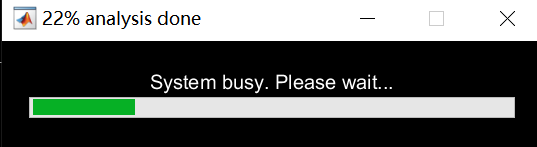 22% analysis done
System busy. Please wait...